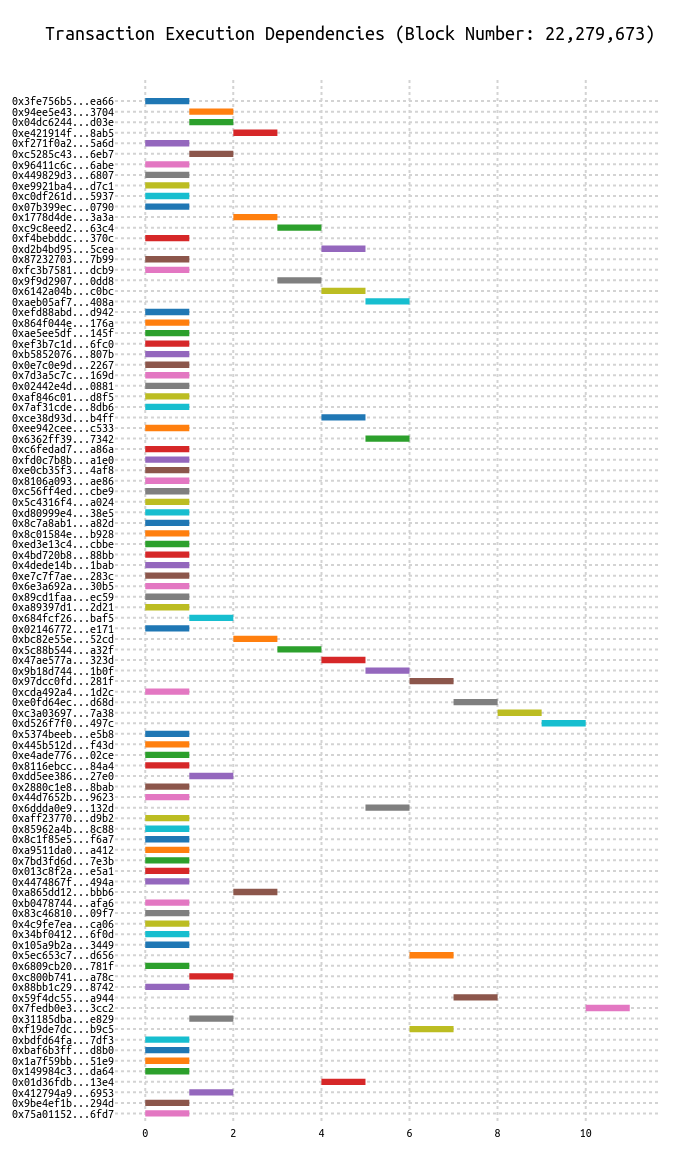 Transaction Execution Dependencies (Block Number: 22,279,673)
0x3fe756b5...ea66
0x94ee5e43...3704
0x04dc6244...d03e
0xe421914f...8ab5
0xf271f0a2...5a6d
0xc5285c43...6eb7
0x96411c6c...6abe
0x449829d3...6807
0xe9921ba4...d7c1
0xc0df261d...5937
0x07b399ec...0790
0x1778d4de...3a3a
0xc9c8eed2...63c4
0xf4bebddc...370c
0xd2b4bd95...5cea
0x87232703...7b99
0xfc3b7581...dcb9
0x9f9d2907...0dd8
0x6142a04b...c0bc
0xaeb05af7...408a
0xefd88abd...d942
0x864f044e...176a
0xae5ee5df...145f
0xef3b7c1d...6fc0
0xb5852076...807b
0x0e7c0e9d...2267
0x7d3a5c7c...169d
0x02442e4d...0881
0xaf846c01...d8f5
0x7af31cde...8db6
0xce38d93d...b4ff
0xee942cee...c533
0x6362ff39...7342
0xc6fedad7...a86a
0xfd0c7b8b...a1e0
0xe0cb35f3...4af8
0x8106a093...ae86
0xc56ff4ed...cbe9
0x5c4316f4...a024
0xd80999e4...38e5
0x8c7a8ab1...a82d
0x8c01584e...b928
0xed3e13c4...cbbe
0x4bd720b8...88bb
0x4dede14b...1bab
0xe7c7f7ae...283c
0x6e3a692a...30b5
0x89cd1faa...ec59
0xa89397d1...2d21
0x684fcf26...baf5
0x02146772...e171
0xbc82e55e...52cd
0x5c88b544...a32f
0x47ae577a...323d
0x9b18d744...1b0f
0x97dcc0fd...281f
0xcda492a4...1d2c
0xe0fd64ec...d68d
0xc3a03697...7a38
0xd526f7f0...497c
0x5374beeb...e5b8
0x445b512d...f43d
0xe4ade776...02ce
0x8116ebcc...84a4
0xdd5ee386...27e0
0x2880c1e8...8bab
0x44d7652b...9623
0x6ddda0e9...132d
0xaff23770...d9b2
0x85962a4b...8c88
0x8c1f85e5...f6a7
0xa9511da0...a412
0x7bd3fd6d...7e3b
0x013c8f2a...e5a1
0x4474867f...494a
0xa865dd12...bbb6
0xb0478744...afa6
0x83c46810...09f7
0x4c9fe7ea...ca06
0x34bf0412...6f0d
0x105a9b2a...3449
0x5ec653c7...d656
0x6809cb20...781f
0xc800b741...a78c
0x88bb1c29...8742
0x59f4dc55...a944
0x7fedb0e3...3cc2
0x31185dba...e829
0xf19de7dc...b9c5
0xbdfd64fa...7df3
0xbaf6b3ff...d8b0
0x1a7f59bb...51e9
0x149984c3...da64
0x01d36fdb...13e4
0x412794a9...6953
0x9be4ef1b...294d
0x75a01152...6fd7
0 2 4 6 8 10